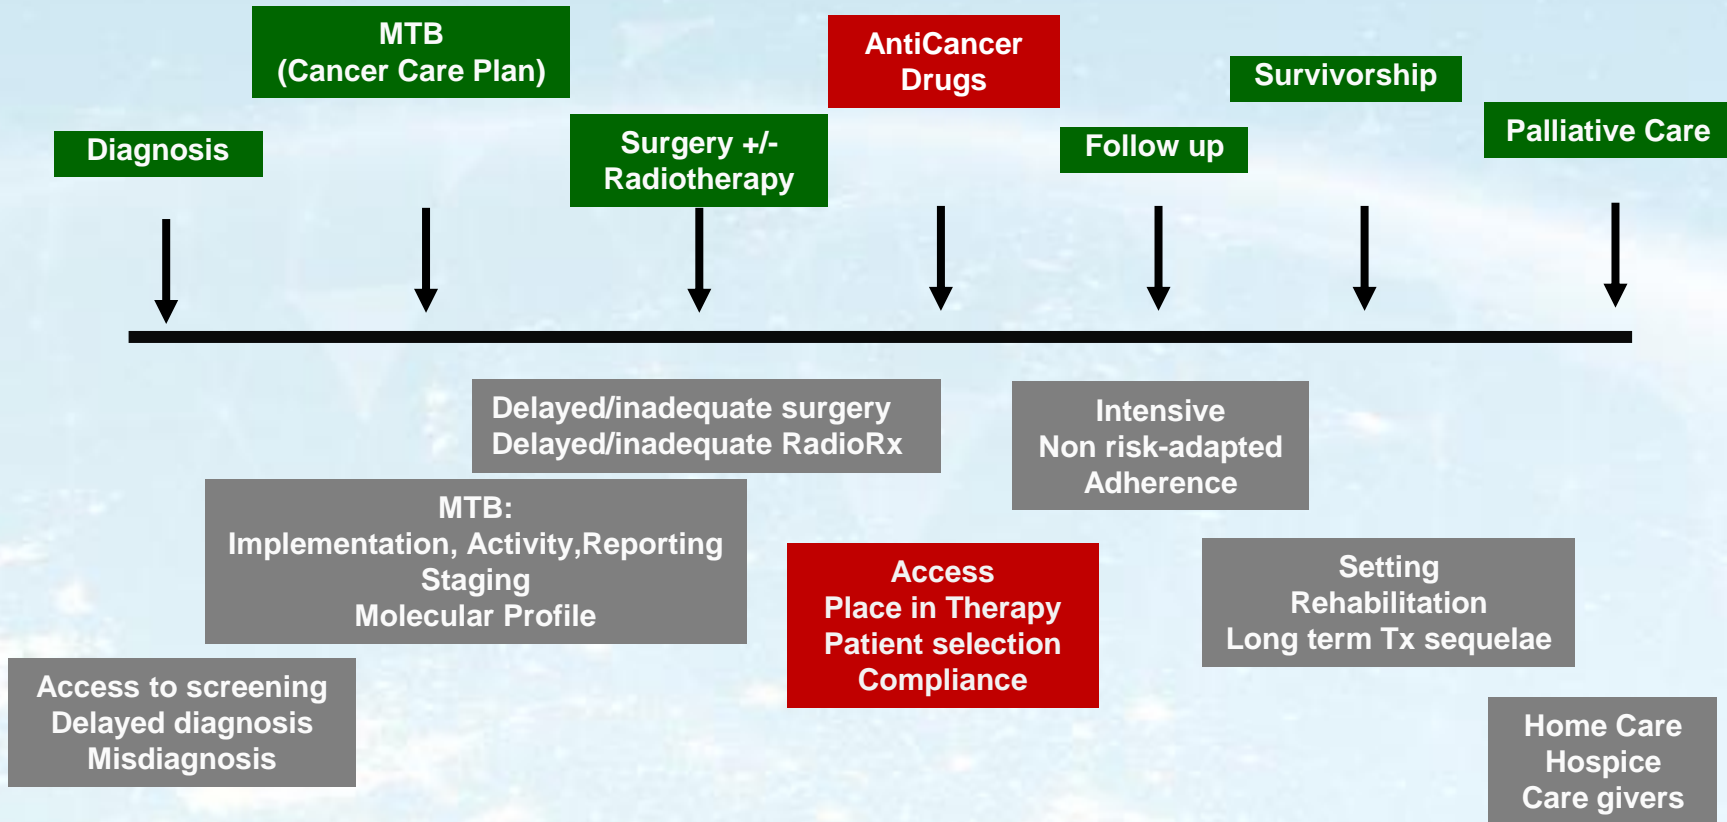 MTB
(Cancer Care Plan)
AntiCancer
Drugs
Survivorship
Palliative Care
Diagnosis
Surgery +/-
Radiotherapy
Follow up
Delayed/inadequate surgery
Delayed/inadequate RadioRx
Intensive
Non risk-adapted
Adherence
MTB:
Implementation, Activity,Reporting
Staging
Molecular Profile
Access
Place in Therapy
Patient selection
Compliance
Setting
Rehabilitation
Long term Tx sequelae
Access to screening
Delayed diagnosis
Misdiagnosis
Home Care
Hospice
Care givers